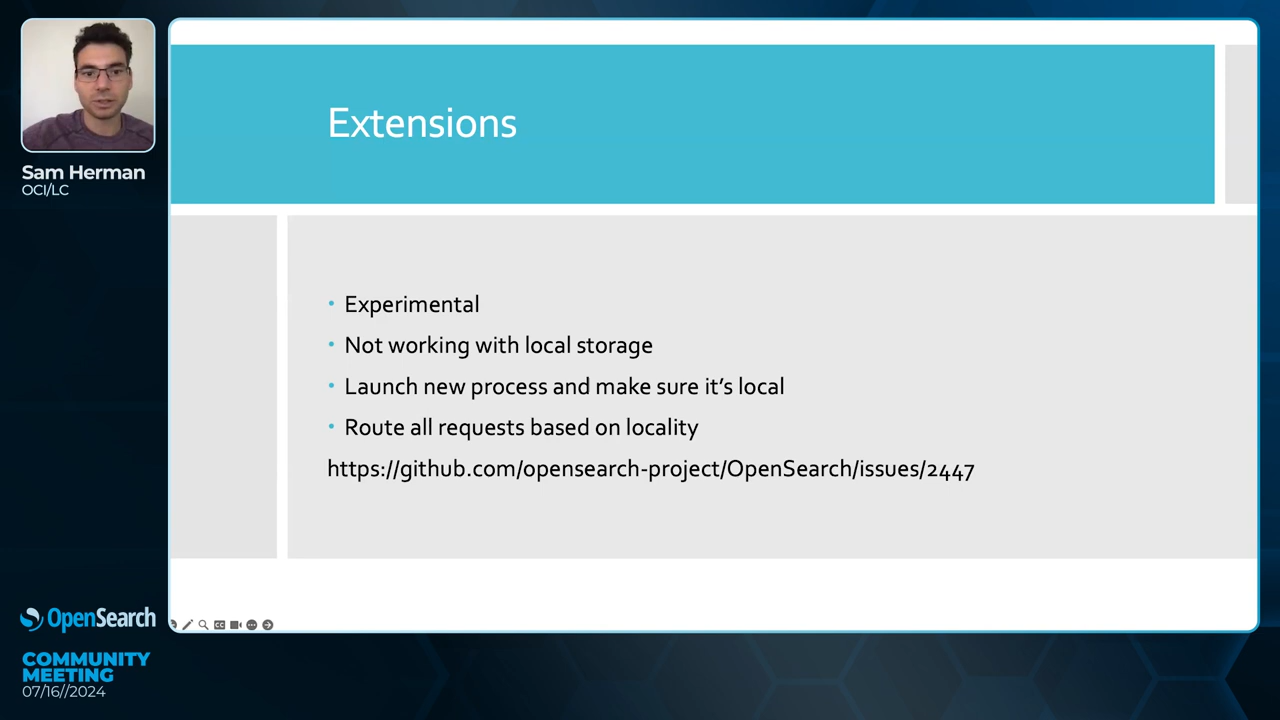 Sam Herman
OCI/LC
Extensions
• Experimental
• Not working with local storage
• Launch new process and make sure it's local
• Route all requests based on locality
https://github.com/opensearch-project/OpenSearch/issues/2447
OpenSearch
COMMUNITY
MEETING
07/16//2024